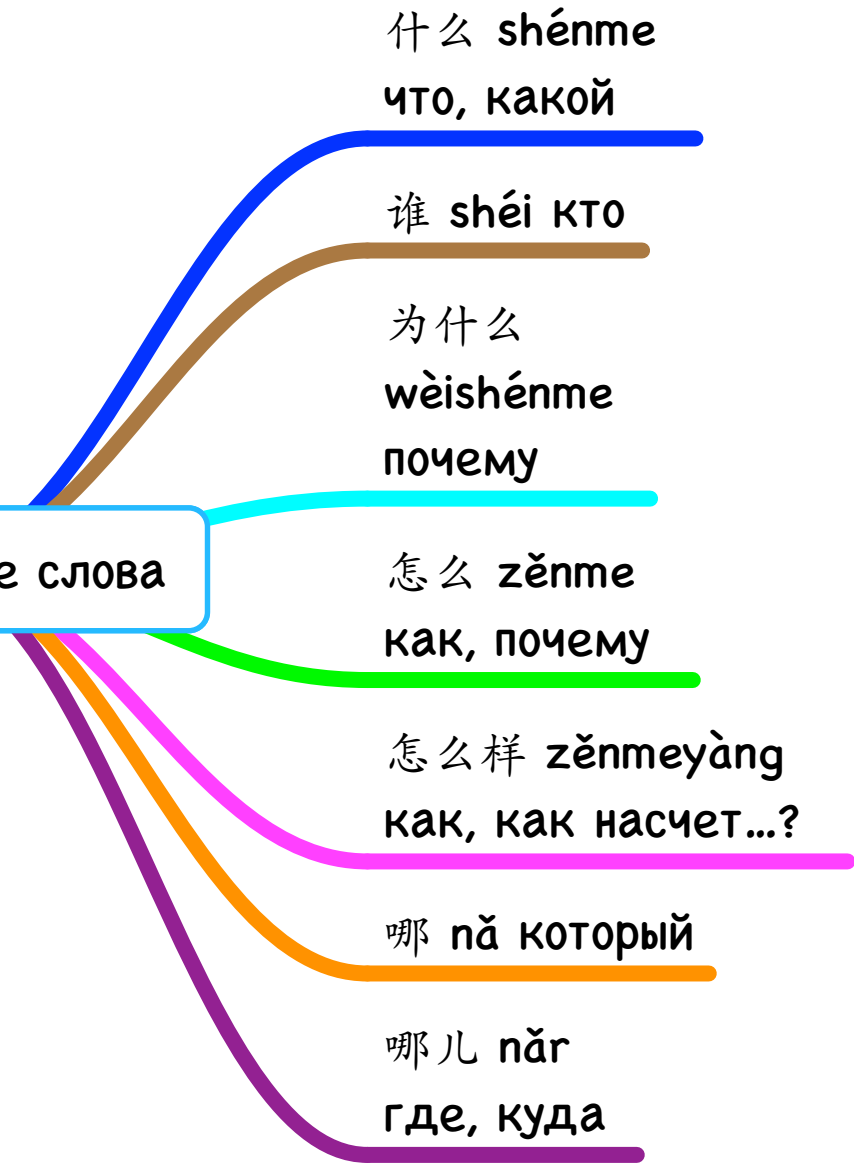 什么 shénme
что, какой
谁 shéi кто
为什么
wèishénme
почему
е слова
怎么 zěnme
как, почему
怎么样 zěnmeyàng
как, как насчет...?
哪 nǎ который
哪儿 nǎr
где, куда